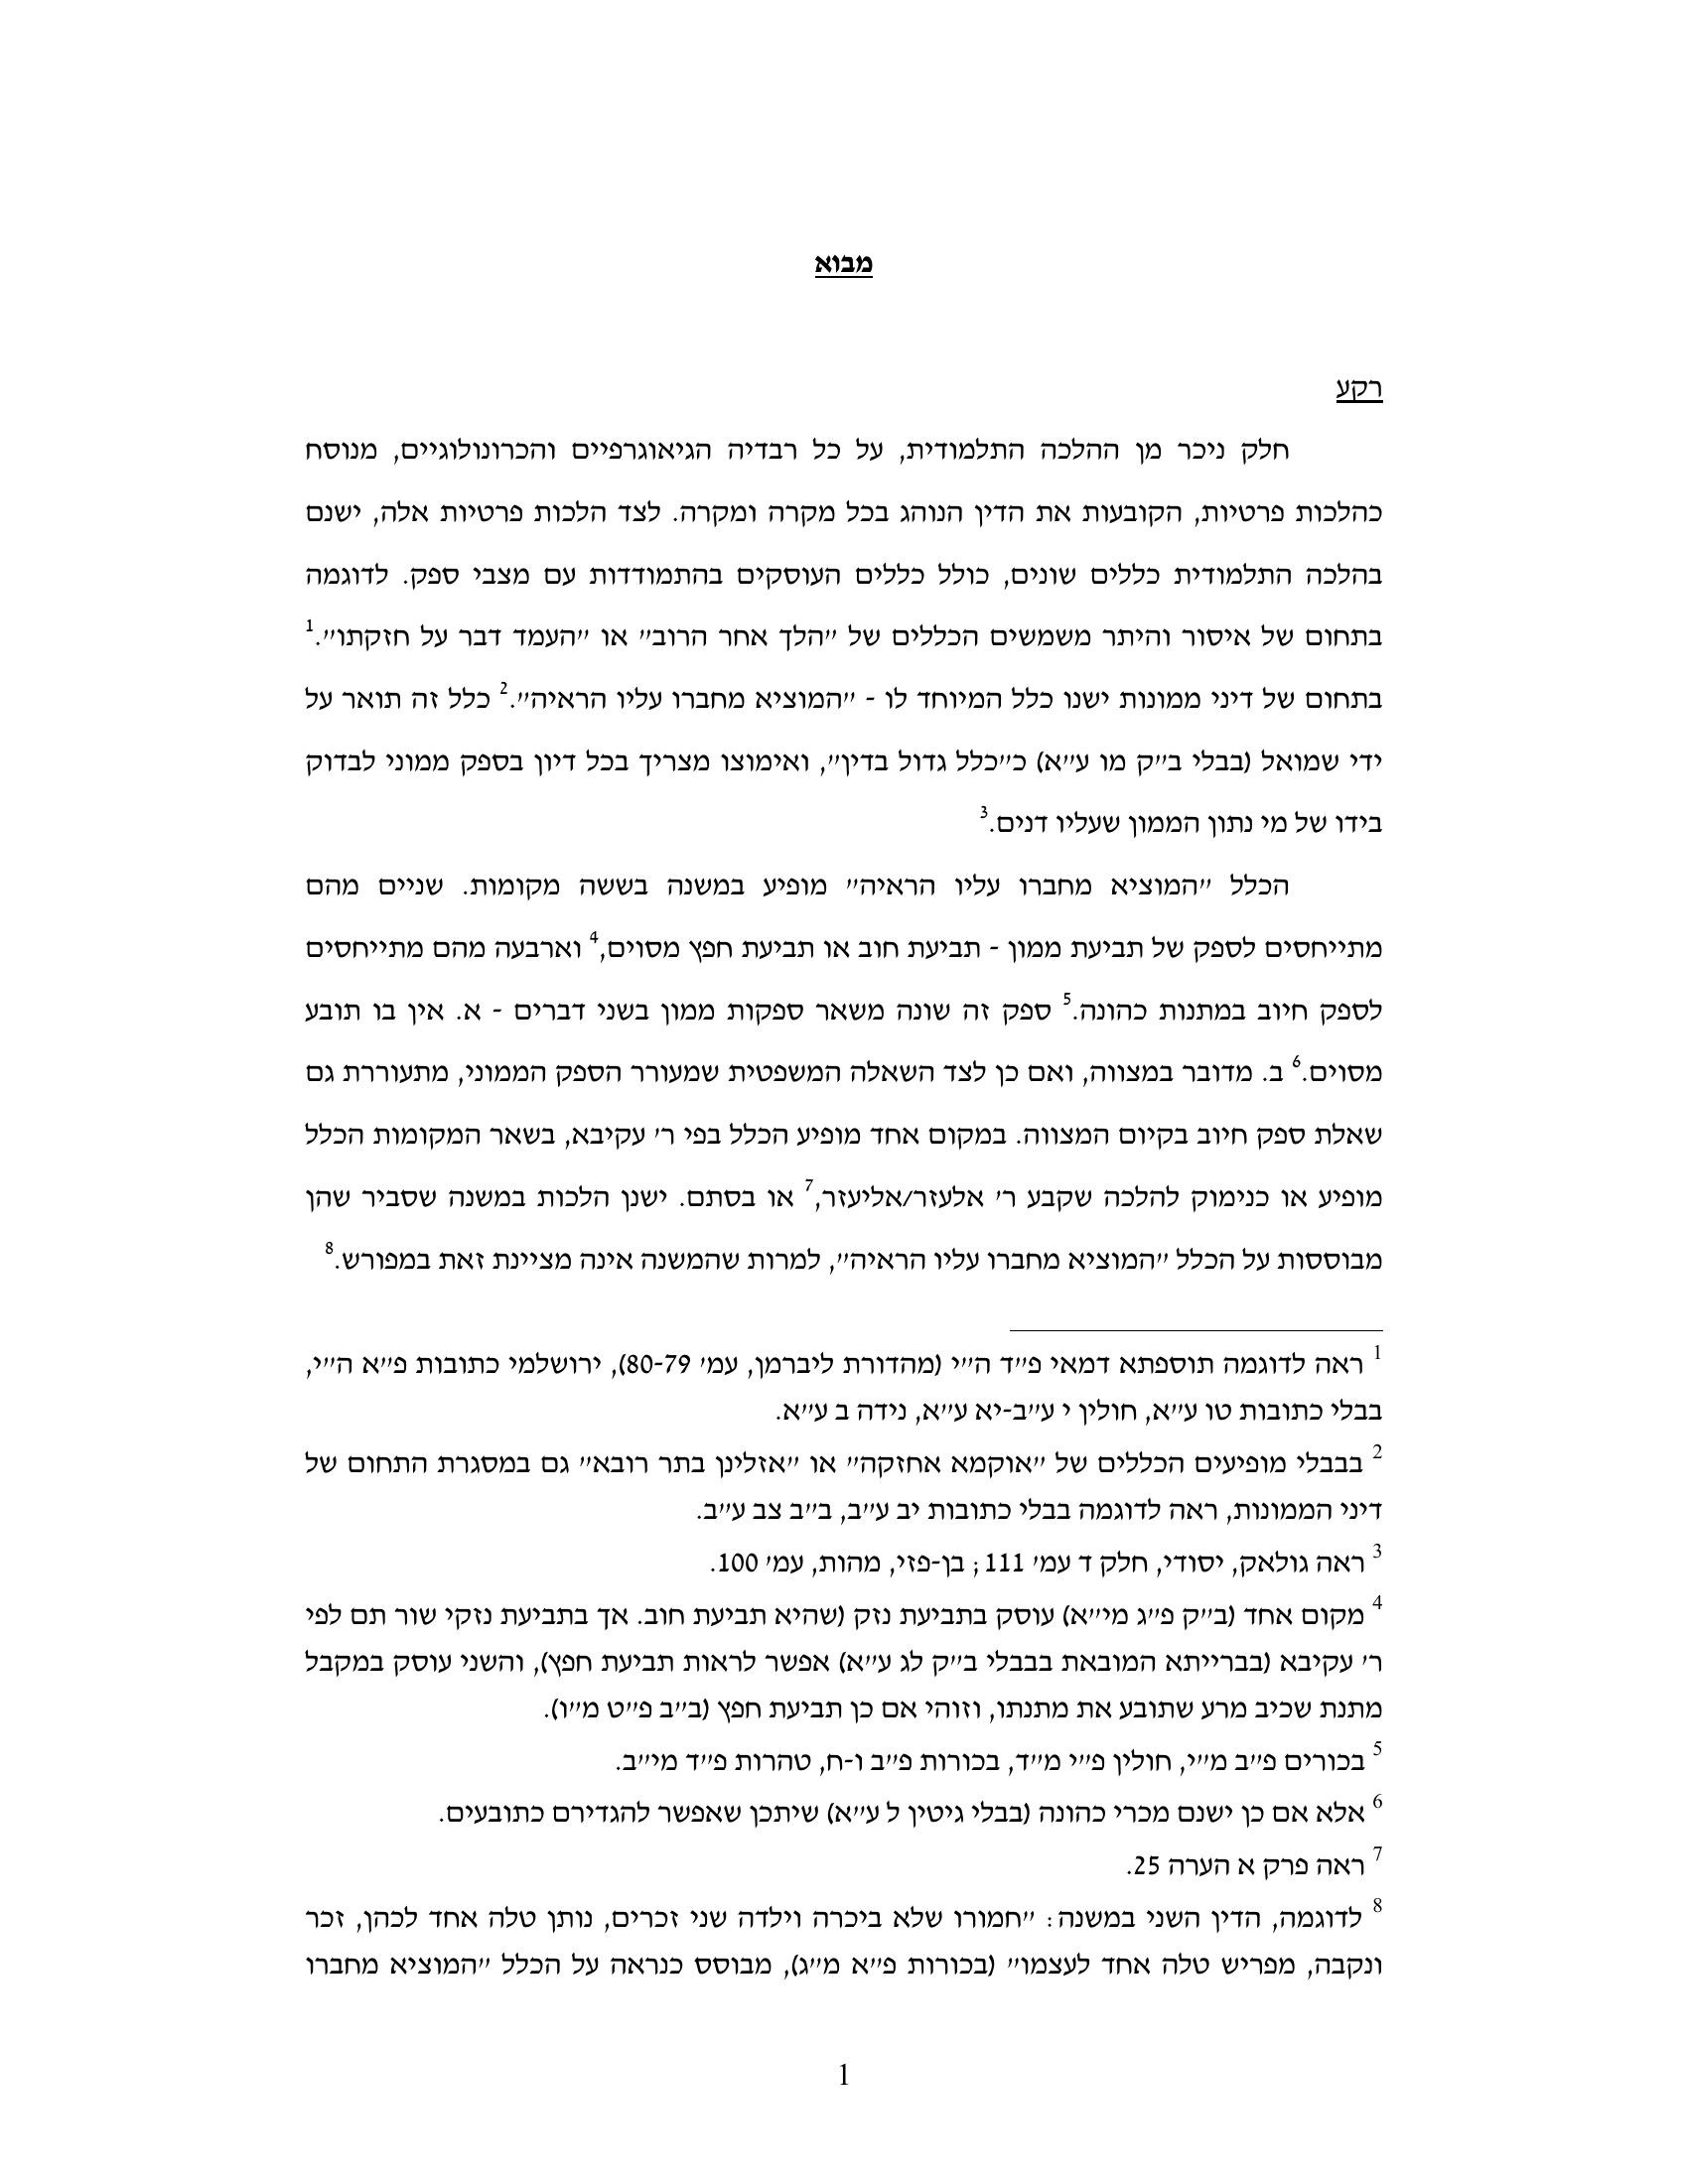 מבוא
רקע
חלק ניכר מן ההלכה התלמודית, על כל רבדיה הגיאוגרפיים והכרונולוגיים, מנוסח
כהלכות פרטיות, הקובעות את הדין הנוהג בכל מקרה ומקרה. לצד הלכות פרטיות אלה, ישנם
בהלכה התלמודית כללים שונים, כולל כללים העוסקים בהתמודדות עם מצבי ספק. לדוגמה
בתחום של איסור והיתר משמשים הכללים של "הלך אחר הרוב" או "העמד דבר על חזקתו".1
בתחום של דיני ממונות ישנו כלל המיוחד לו - "המוציא מחברו עליו הראיה".2 כלל זה תואר על
ידי שמואל (בבלי ב"ק מו ע"א) כ"כלל גדול בדין", ואימוצו מצריך בכל דיון בספק ממוני לבדוק
בידו של מי נתון הממון שעליו דנים.3
הכלל "המוציא מחברו עליו הראיה" מופיע במשנה בששה מקומות. שניים מהם
מתייחסים לספק של תביעת ממון - תביעת חוב או תביעת חפץ מסוים,4 וארבעה מהם מתייחסים
לספק חיוב במתנות כהונה.5 ספק זה שונה משאר ספקות ממון בשני דברים - א. אין בו תובע
מסוים.6 ב. מדובר במצווה, ואם כן לצד השאלה המשפטית שמעורר הספק הממוני, מתעוררת גם
שאלת ספק חיוב בקיום המצווה. במקום אחד מופיע הכלל בפי ר' עקיבא, בשאר המקומות הכלל
מופיע או כנימוק להלכה שקבע ר' אלעזר/אליעזר,7 או בסתם. ישנן הלכות במשנה שסביר שהן
מבוססות על הכלל "המוציא מחברו עליו הראיה", למרות שהמשנה אינה מציינת זאת במפורש.8
1 ראה לדוגמה תוספתא דמאי פ"ד ה"י (מהדורת ליברמן, עמ' 80-79), ירושלמי כתובות פ"א ה"י,
בבלי כתובות טו ע"א, חולין י ע"ב-יא ע"א, נידה ב ע"א.
2 בבבלי מופיעים הכללים של "אוקמא אחזקה" או "אזלינן בתר רובא" גם במסגרת התחום של
דיני הממונות, ראה לדוגמה בבלי כתובות יב ע"ב, ב"ב צב ע"ב.
3 ראה גולאק, יסודי, חלק ד עמ' 111; בן-פזי, מהות, עמ' 100.
4 מקום אחד (ב"ק פ"ג מי"א) עוסק בתביעת נזק (שהיא תביעת חוב. אך בתביעת נזקי שור תם לפי
ר' עקיבא (בברייתא המובאת בבבלי ב"ק לג ע"א) אפשר לראות תביעת חפץ), והשני עוסק במקבל
מתנת שכיב מרע שתובע את מתנתו, וזוהי אם כן תביעת חפץ (ב"ב פ"ט מ"ו).
5 בכורים פ"ב מ"י, חולין פ"י מ"ד, בכורות פ"ב ו-ח, טהרות פ"ד מי"ב.
6 אלא אם כן ישנם מכרי כהונה (בבלי גיטין ל ע"א) שיתכן שאפשר להגדירם כתובעים.
7 ראה פרק א הערה 25.
8 לדוגמה, הדין השני במשנה: "חמורו שלא ביכרה וילדה שני זכרים, נותן טלה אחד לכהן, זכר
ונקבה, מפריש טלה אחד לעצמו" (בכורות פ"א מ"ג), מבוסס כנראה על הכלל "המוציא מחברו
1